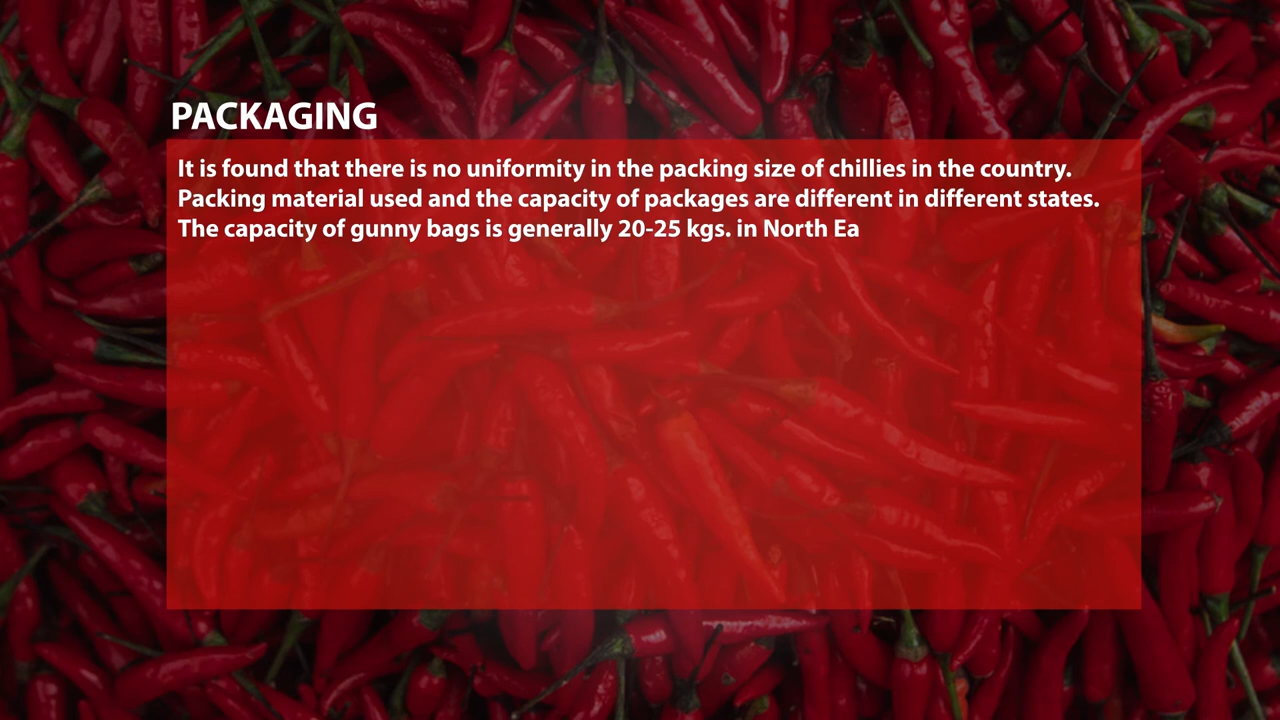 PACKAGING
It is found that there is no uniformity in the packing size of chillies in the country.
Packing material used and the capacity of packages are different in different states.
The capacity of gunny bags is generally 20-25 kgs. in North Ea